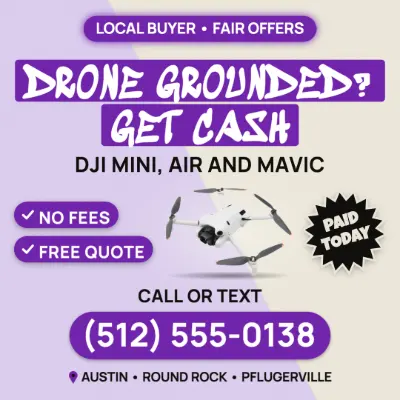 LOCAL BUYER • FAIR OFFERS
DRONE GROUNDED?
GET CASH
DJI MINI, AIR AND MAVIC
NO FEES
FREE QUOTE
PAID
TODAY
CALL OR TEXT
(512) 555-0138
AUSTIN • ROUND ROCK • PFLUGERVILLE